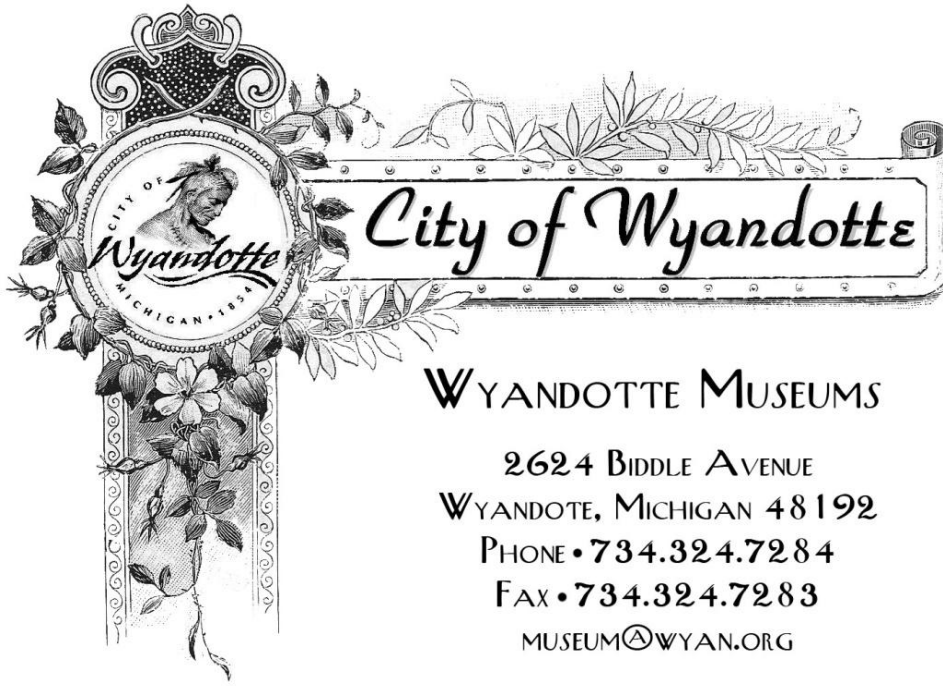 CITY OF
Wyandotte
MICHIGAN • 1854
City of Wyandotte
WYANDOTTE MUSEUMS
2624 BIDDLE AVENUE
WYANDOTE, MICHIGAN 48192
PHONE • 734.324.7284
FAX • 734.324.7283
MUSEUM@WYAN.ORG